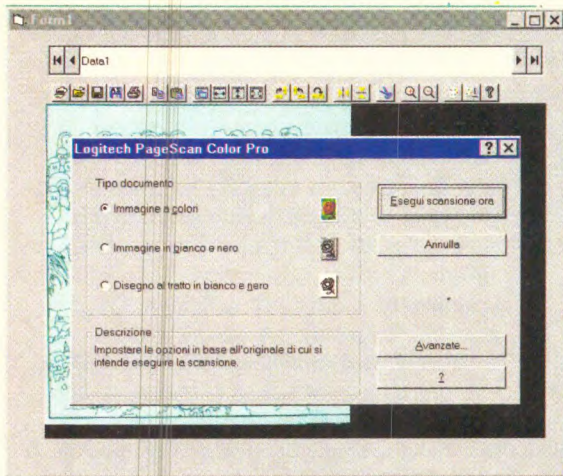 Form1
Data1
Logitech PageScan Color Pro
Tipo documento
Immagine a colori
Immagine in bianco e nero
Disegno al tratto in bianco e nero
Descrizione
Impostare le opzioni in base all'originale di cui si
intende eseguire la scansione.
Esegui scansione ora
Annulla
Avanzate...
?